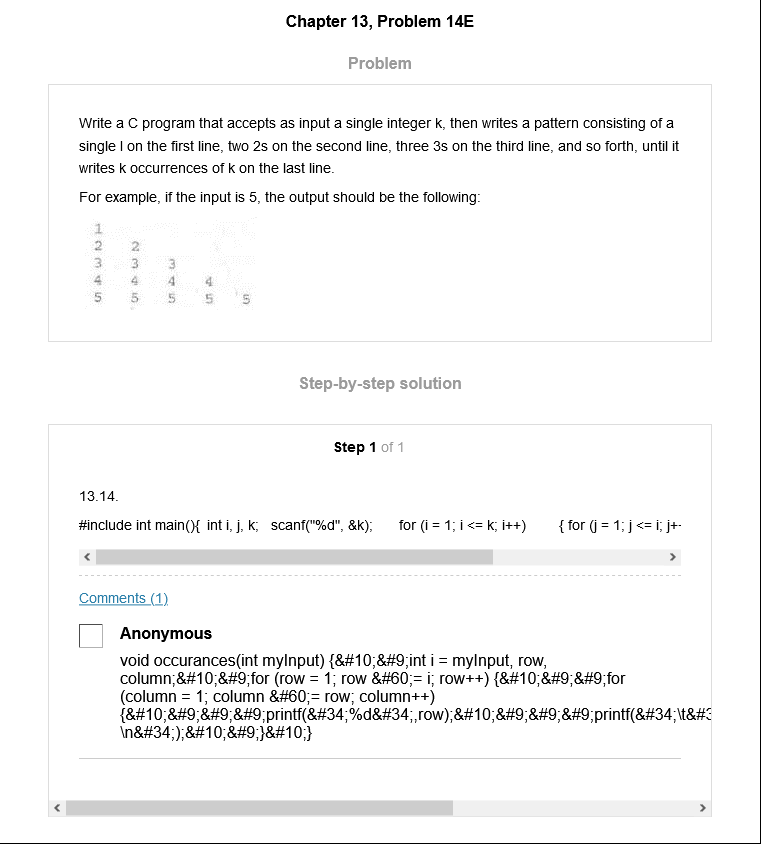 Chapter 13, Problem 14E
Problem
Write a C program that accepts as input a single integer k, then writes a pattern consisting of a
single l on the first line, two 2s on the second line, three 3s on the third line, and so forth, until it
writes k occurrences of k on the last line.
For example, if the input is 5, the output should be the following:
1
2 2
3 3 3
4 4 4 4
5 5 5 5 5
Step-by-step solution
Step 1 of 1
13.14.
#include int main(){ int i, j, k; scanf("%d", &k); for (i = 1; i <= k; i++) { for (j = 1; j <= i; j+
Comments (1)
Anonymous
void occurances(int myInput) {&#10;&#9;int i = myInput, row,
column;&#10;&#9;for (row = 1; row &#60;= i; row++) {&#10;&#9;&#9;for
(column = 1; column &#60;= row; column++)
{&#10;&#9;&#9;&#9;printf(&#34;%d&#34;,row);&#10;&#9;&#9;&#9;printf(&#34;\t&#3
\n&#34;);&#10;&#9;}&#10;}